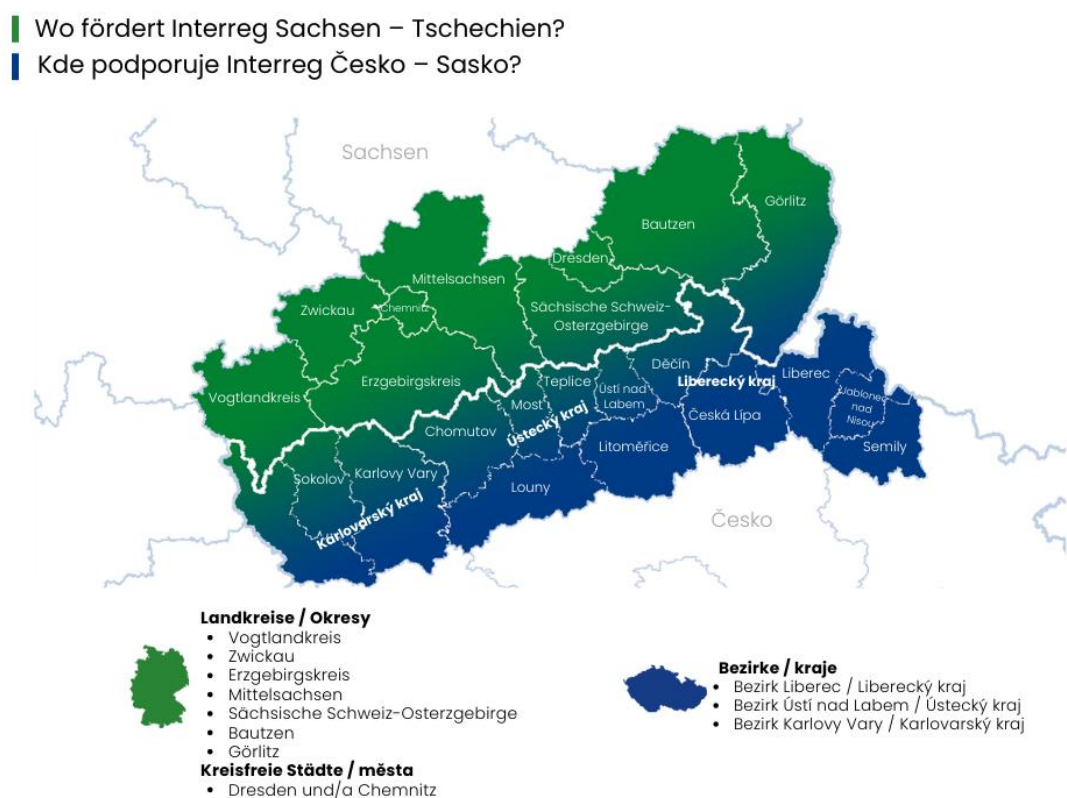 Wo fördert Interreg Sachsen – Tschechien?
Kde podporuje Interreg Česko – Sasko?
Sachsen
Görlitz
Bautzen
Dresden
Mittelsachsen
Chemnitz
Zwickau
Sächsische Schweiz-
Osterzgebirge
Erzgebirgskreis
Vogtlandkreis
Děčín
Liberec
Teplice
Liberecký kraj
Ústí nad
Labem
Jablonec
nad
Nisou
Most
Ústecký kraj
Česká Lípa
Chomutov
Litoměřice
Semily
Sokolov
Karlovy Vary
Louny
Karlovarský kraj
Česko
Landkreise / Okresy
• Vogtlandkreis
• Zwickau
• Erzgebirgskreis
• Mittelsachsen
• Sächsische Schweiz-Osterzgebirge
• Bautzen
• Görlitz
Kreisfreie Städte / města
• Dresden und/a Chemnitz
Bezirke / kraje
• Bezirk Liberec / Liberecký kraj
• Bezirk Ústí nad Labem / Ústecký kraj
• Bezirk Karlovy Vary / Karlovarský kraj